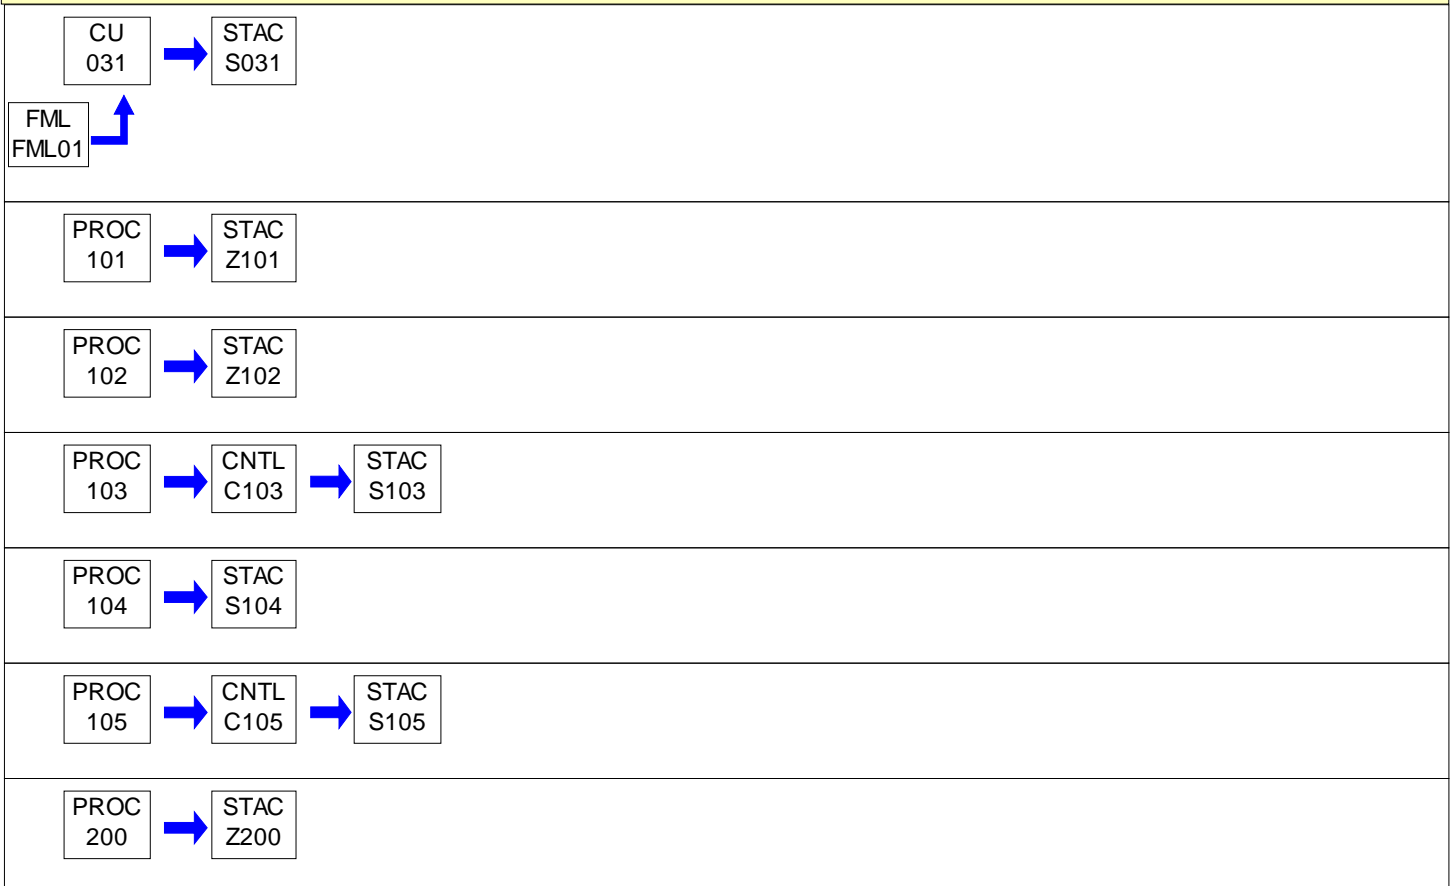 CU
031
STAC
S031
FML
FML01
PROC
101
STAC
Z101
PROC
102
STAC
Z102
PROC
103
CNTL
C103
STAC
S103
PROC
104
STAC
S104
PROC
105
CNTL
C105
STAC
S105
PROC
200
STAC
Z200